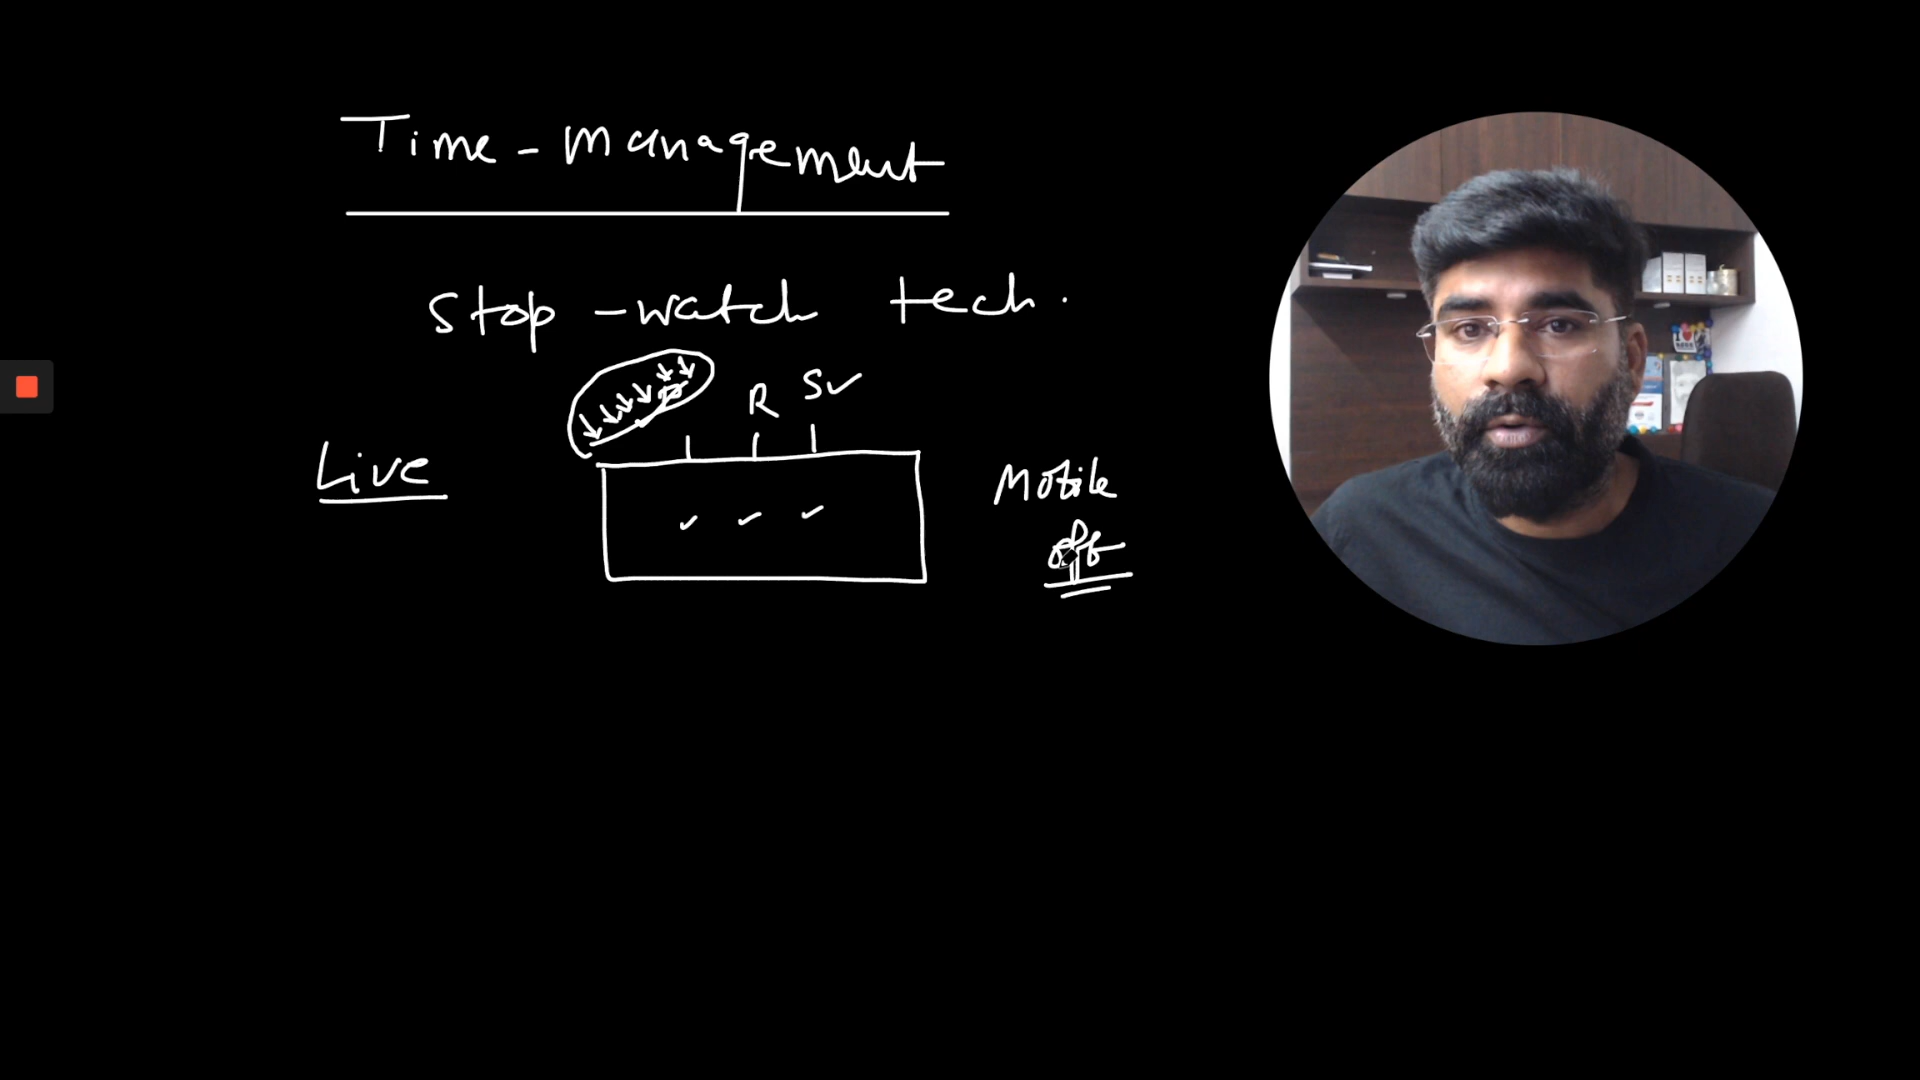 Time-management
Stop-watch tech.
R Sv
Live
Mobile
off